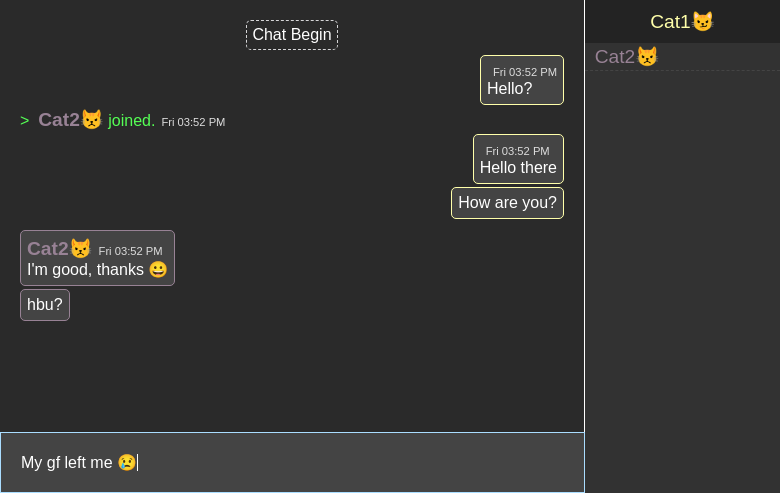 Chat Begin
Cat1😼
Cat2😾
Fri 03:52 PM
Hello?
> Cat2😾 joined. Fri 03:52 PM
Fri 03:52 PM
Hello there
How are you?
Cat2😾 Fri 03:52 PM
I'm good, thanks 😀
hbu?
My gf left me 😢